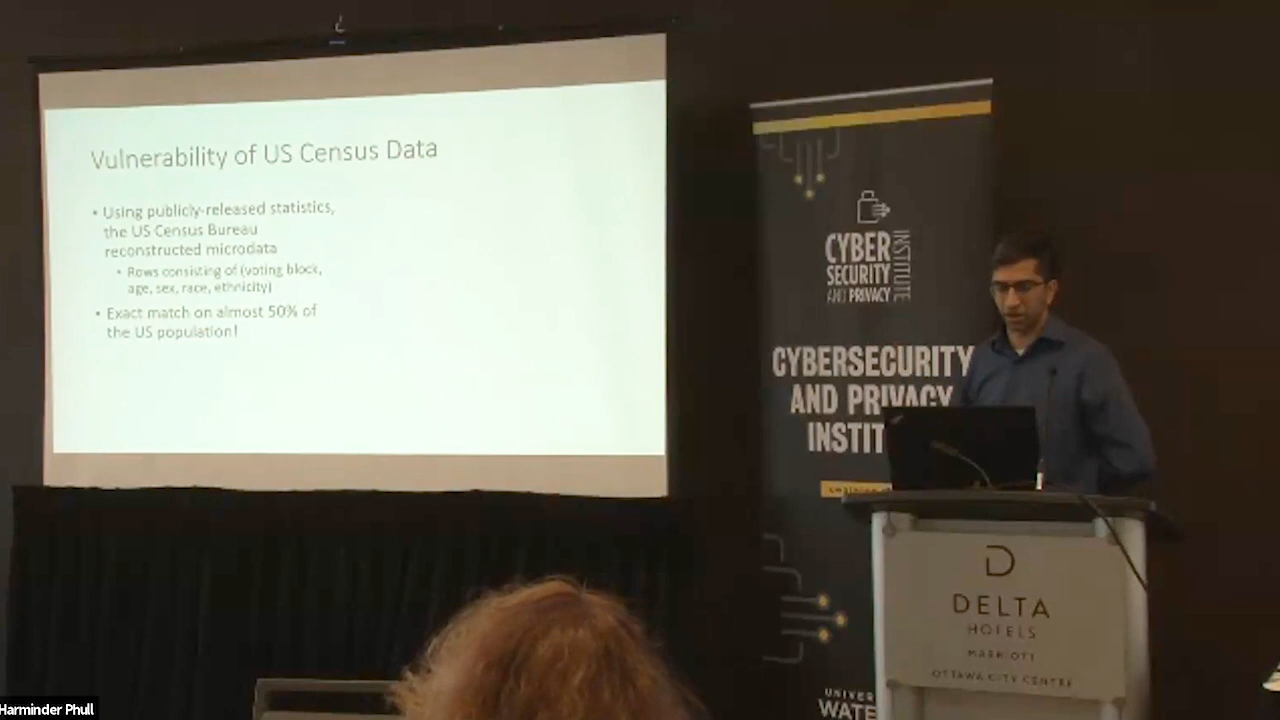 Vulnerability of US Census Data
• Using publicly-released statistics,
the US Census Bureau
reconstructed microdata
• Rows consisting of (voting block,
age, sex, race, ethnicity)
• Exact match on almost 50% of
the US population!
CYBER
SECURITY
AND PRIVACY
INSTITUTE
CYBERSECURITY
AND PRIVACY
INSTIT
UNIVER
WATE
D
DELTA
HOTELS
MARRIOTT
OTTAWA CITY CENTRE
Harminder Phull